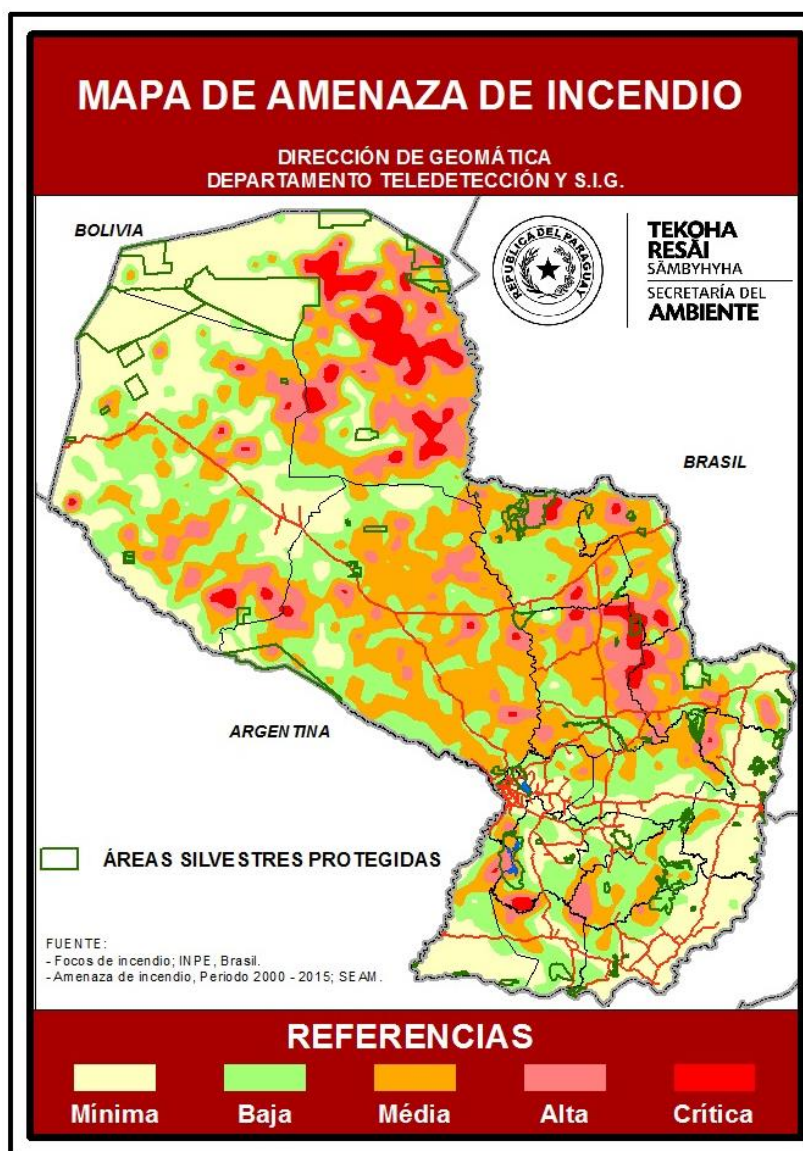 MAPA DE AMENAZA DE INCENDIO
DIRECCIÓN DE GEOMÁTICA
DEPARTAMENTO TELEDETECCIÓN Y S.I.G.
BOLIVIA
REPUBLICA DEL PARAGUAY
TEKOHA
RESÃI
SÃMBYHYHA
SECRETARÍA DEL
AMBIENTE
BRASIL
ARGENTINA
ÁREAS SILVESTRES PROTEGIDAS
FUENTE:
- Focos de incendio; INPE, Brasil.
- Amenaza de incendio, Periodo 2000 - 2015; SEAM.
REFERENCIAS
Mínima Baja Média Alta Crítica